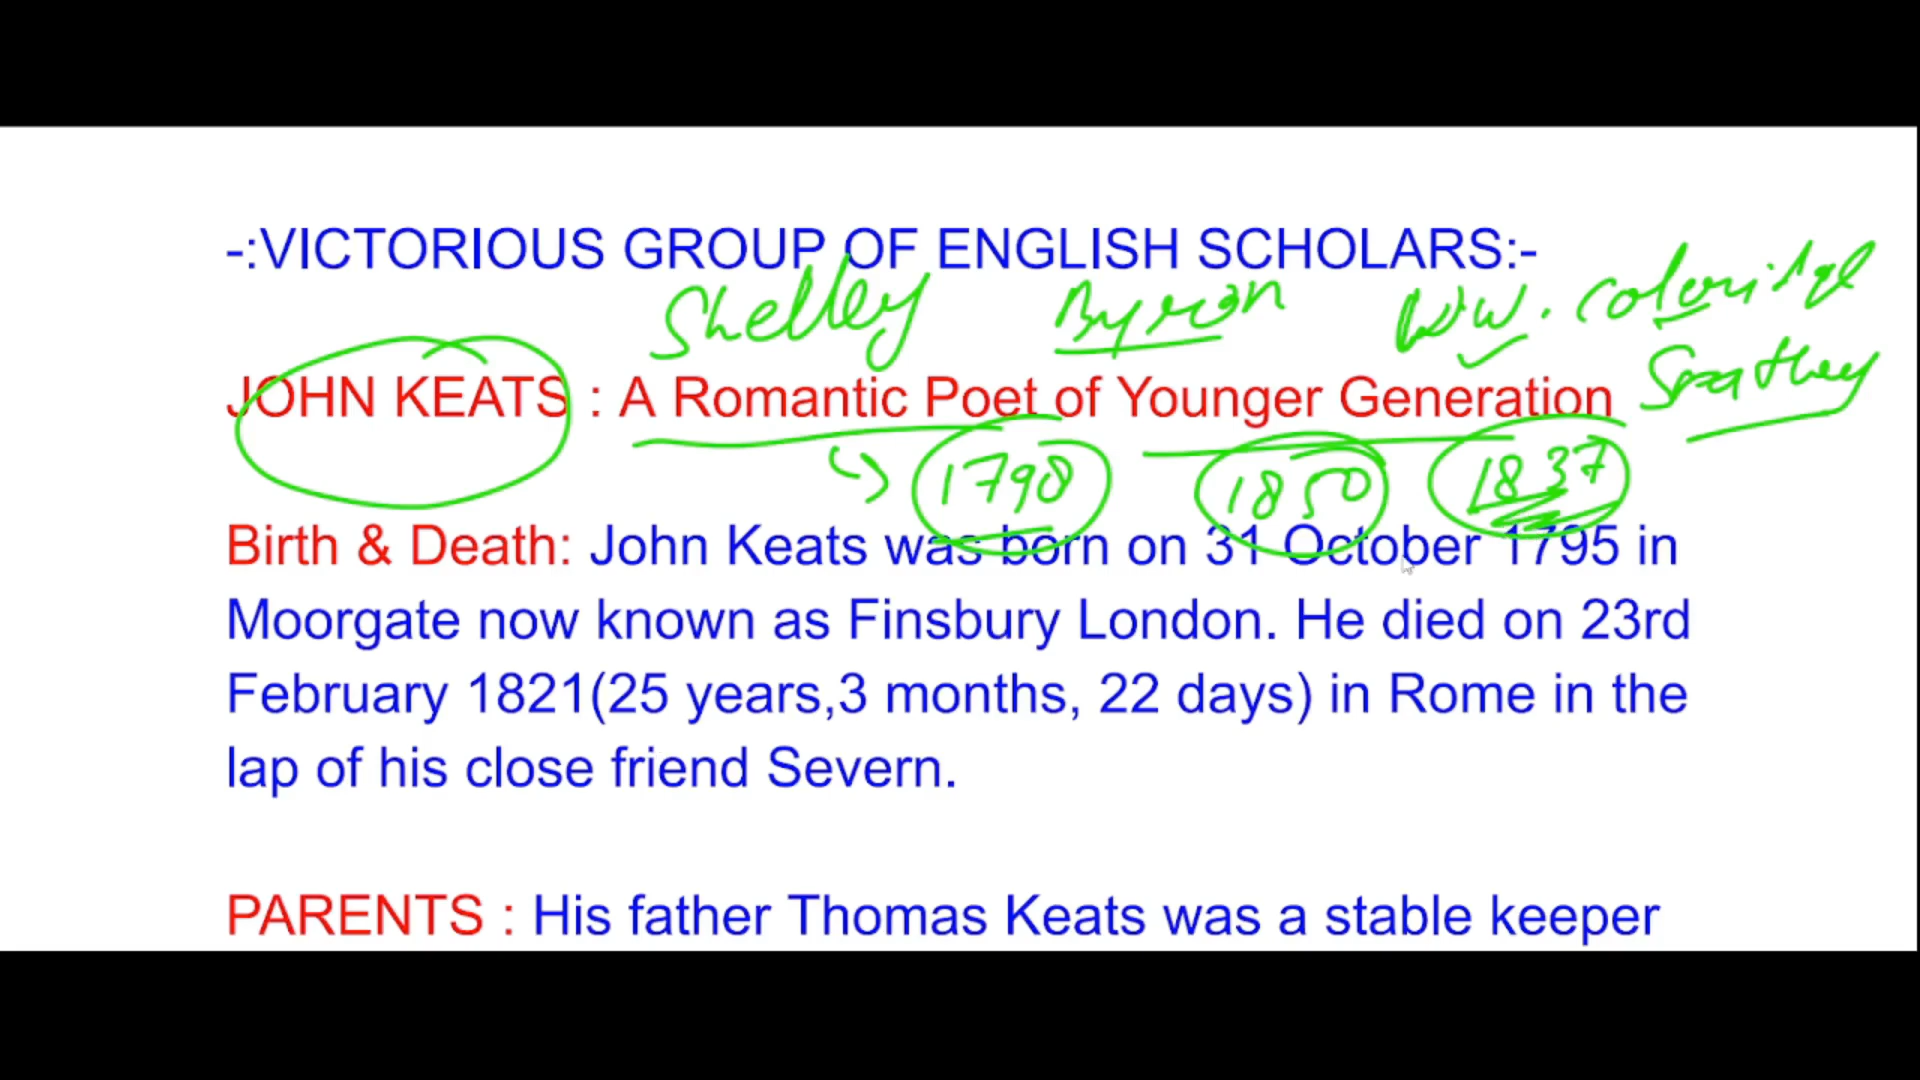 -:VICTORIOUS GROUP OF ENGLISH SCHOLARS:-
Shelley Byron W.W. Coleridge
Southey
JOHN KEATS : A Romantic Poet of Younger Generation
1798 1850 1837
Birth & Death: John Keats was born on 31 October 1795 in
Moorgate now known as Finsbury London. He died on 23rd
February 1821(25 years,3 months, 22 days) in Rome in the
lap of his close friend Severn.
PARENTS : His father Thomas Keats was a stable keeper